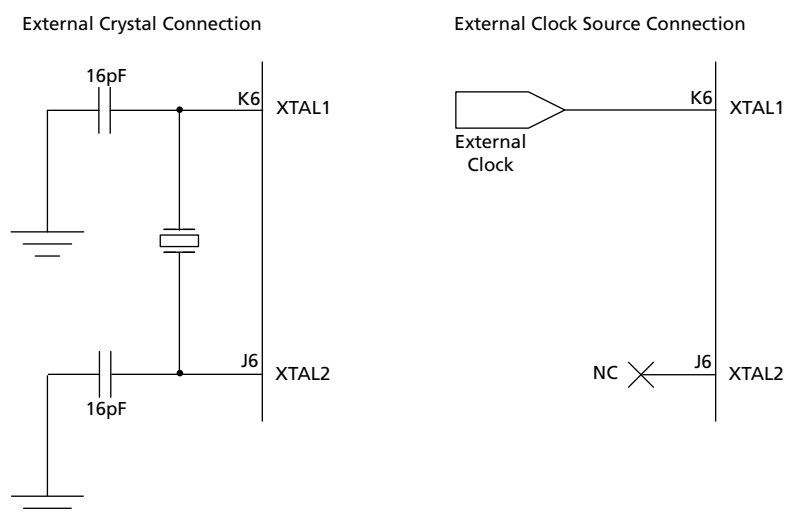 External Crystal Connection
16pF
K6
XTAL1
J6
XTAL2
16pF
External Clock Source Connection
K6
XTAL1
External
Clock
J6
NC
XTAL2